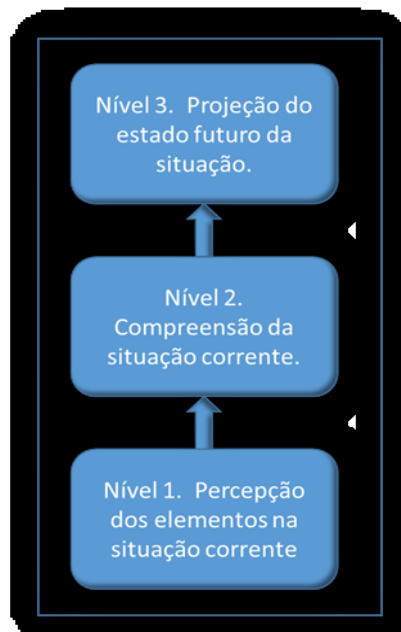 Nível 3. Projeção do
estado futuro da
situação.
Nível 2.
Compreensão da
situação corrente.
Nível 1. Percepção
dos elementos na
situação corrente